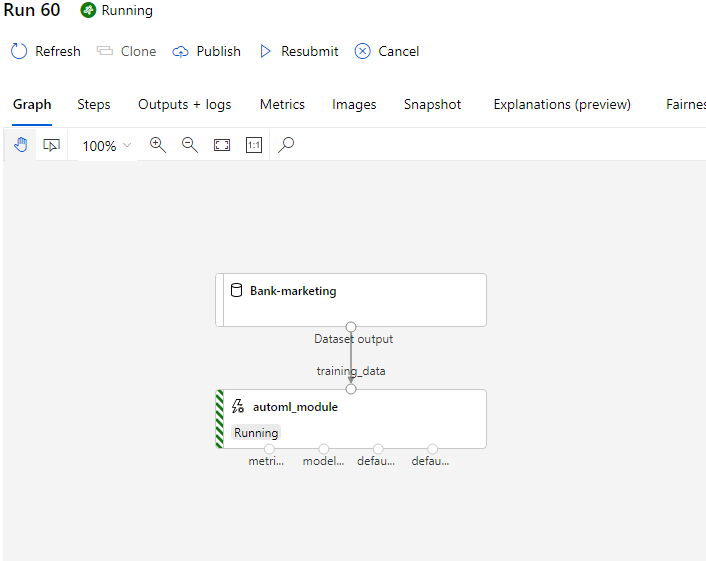 Run 60 Running
Refresh Clone Publish Resubmit Cancel
Graph Steps Outputs + logs Metrics Images Snapshot Explanations (preview) Fairnes
100% 1:1
Bank-marketing
Dataset output
training_data
automl_module
Running
metri... model... defau... defau...